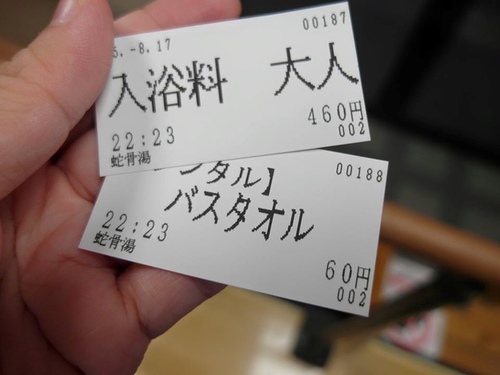 00187
5.-8.17
入浴料 大人
460円
22:23 002
蛇骨湯
00188
ンタル】
バスタオル
22:23
蛇骨湯
60円
002